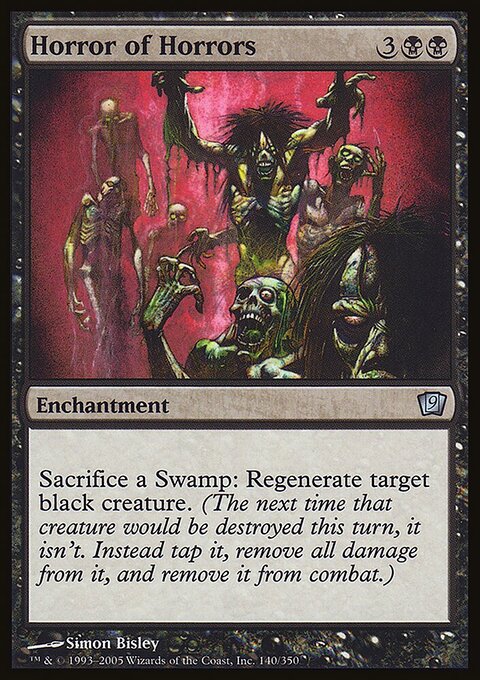 Horror of Horrors 3
Enchantment 9
Sacrifice a Swamp: Regenerate target
black creature. (The next time that
creature would be destroyed this turn, it
isn't. Instead tap it, remove all damage
from it, and remove it from combat.)
Simon Bisley
™ & © 1993–2005 Wizards of the Coast, Inc. 140/350